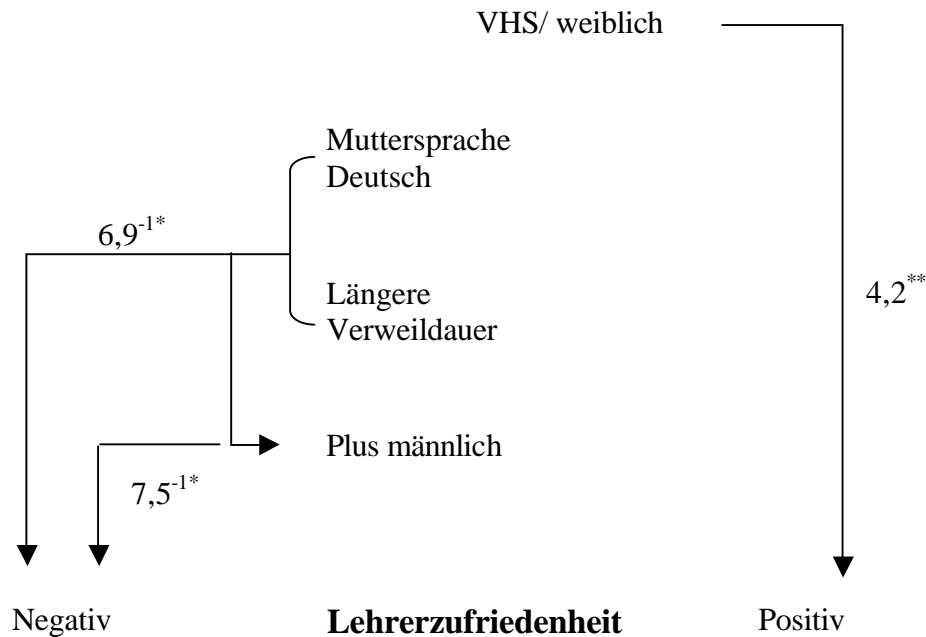 VHS/ weiblich
Muttersprache
Deutsch
6,9⁻¹*
Längere
Verweildauer
4,2**
Plus männlich
7,5⁻¹*
Negativ Lehrerzufriedenheit Positiv